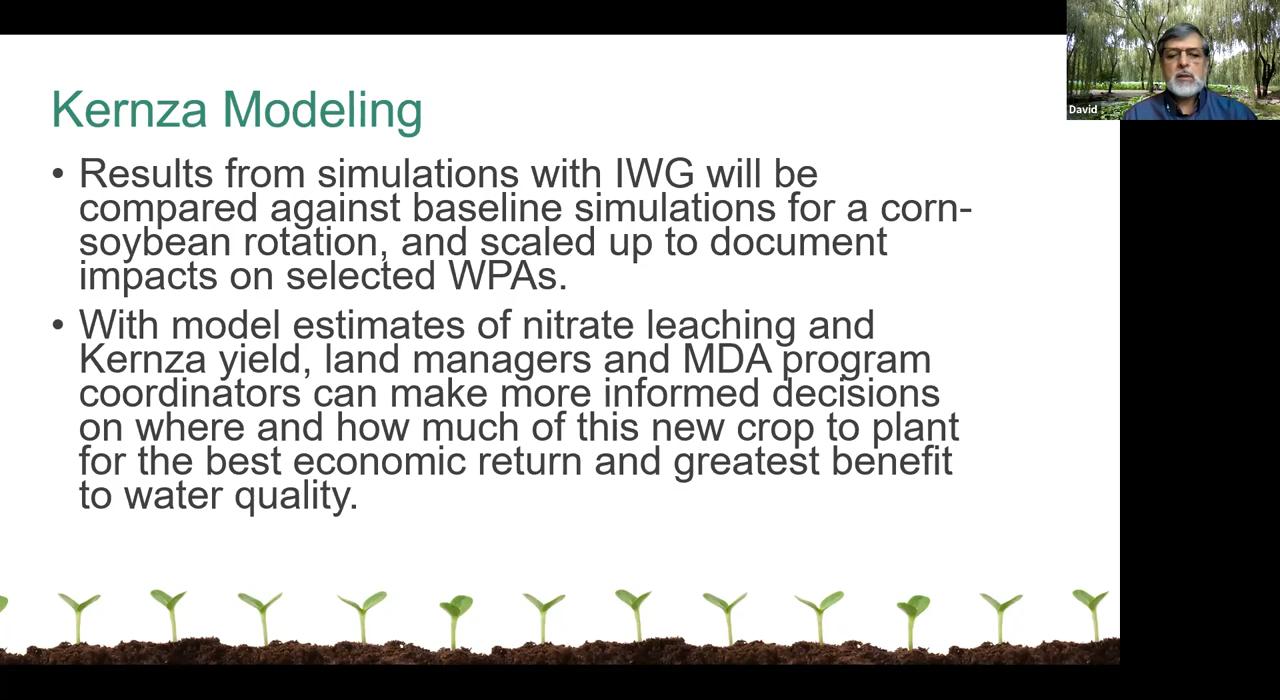 Kernza Modeling
• Results from simulations with IWG will be
compared against baseline simulations for a corn-
soybean rotation, and scaled up to document
impacts on selected WPAs.
• With model estimates of nitrate leaching and
Kernza yield, land managers and MDA program
coordinators can make more informed decisions
on where and how much of this new crop to plant
for the best economic return and greatest benefit
to water quality.
David